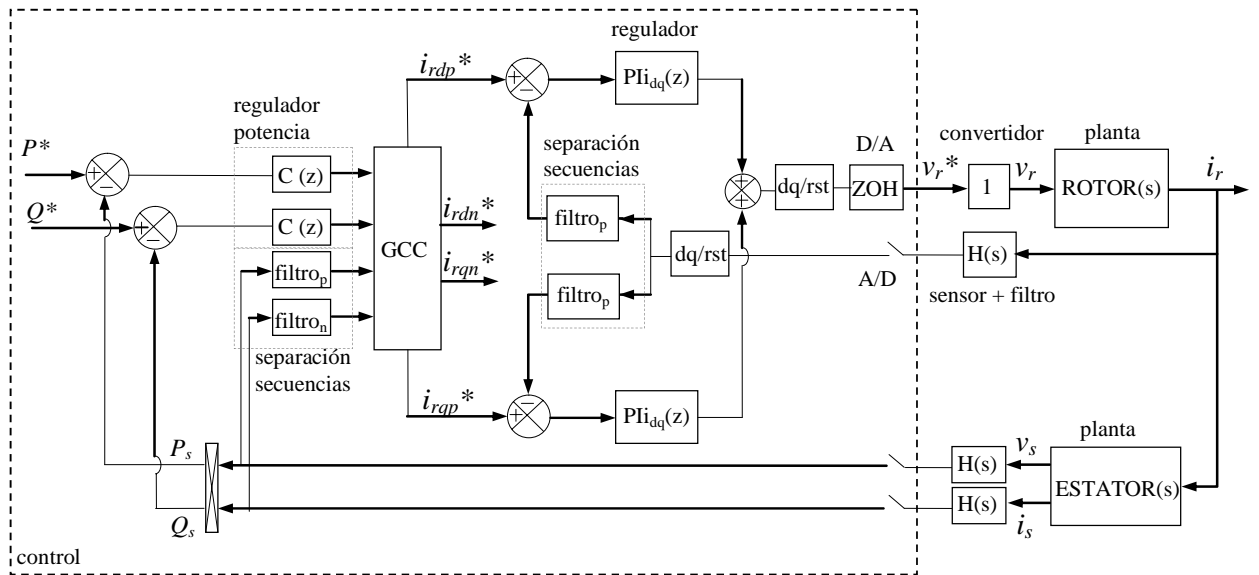 regulador
i_rdp*
+
−
PIi_dq(z)
regulador
potencia
separación
secuencias
D/A
convertidor
planta
P*
+
−
C (z)
v_r*
v_r
i_r
+
+
dq/rst
ZOH
1
ROTOR(s)
Q*
+
−
C (z)
i_rdn*
filtro_p
GCC
dq/rst
H(s)
filtro_p
i_rqn*
A/D
sensor + filtro
filtro_p
filtro_n
separación
secuencias
i_rqp*
−
+
PIi_dq(z)
planta
P_s
v_s
H(s)
ESTATOR(s)
H(s)
Q_s
i_s
control